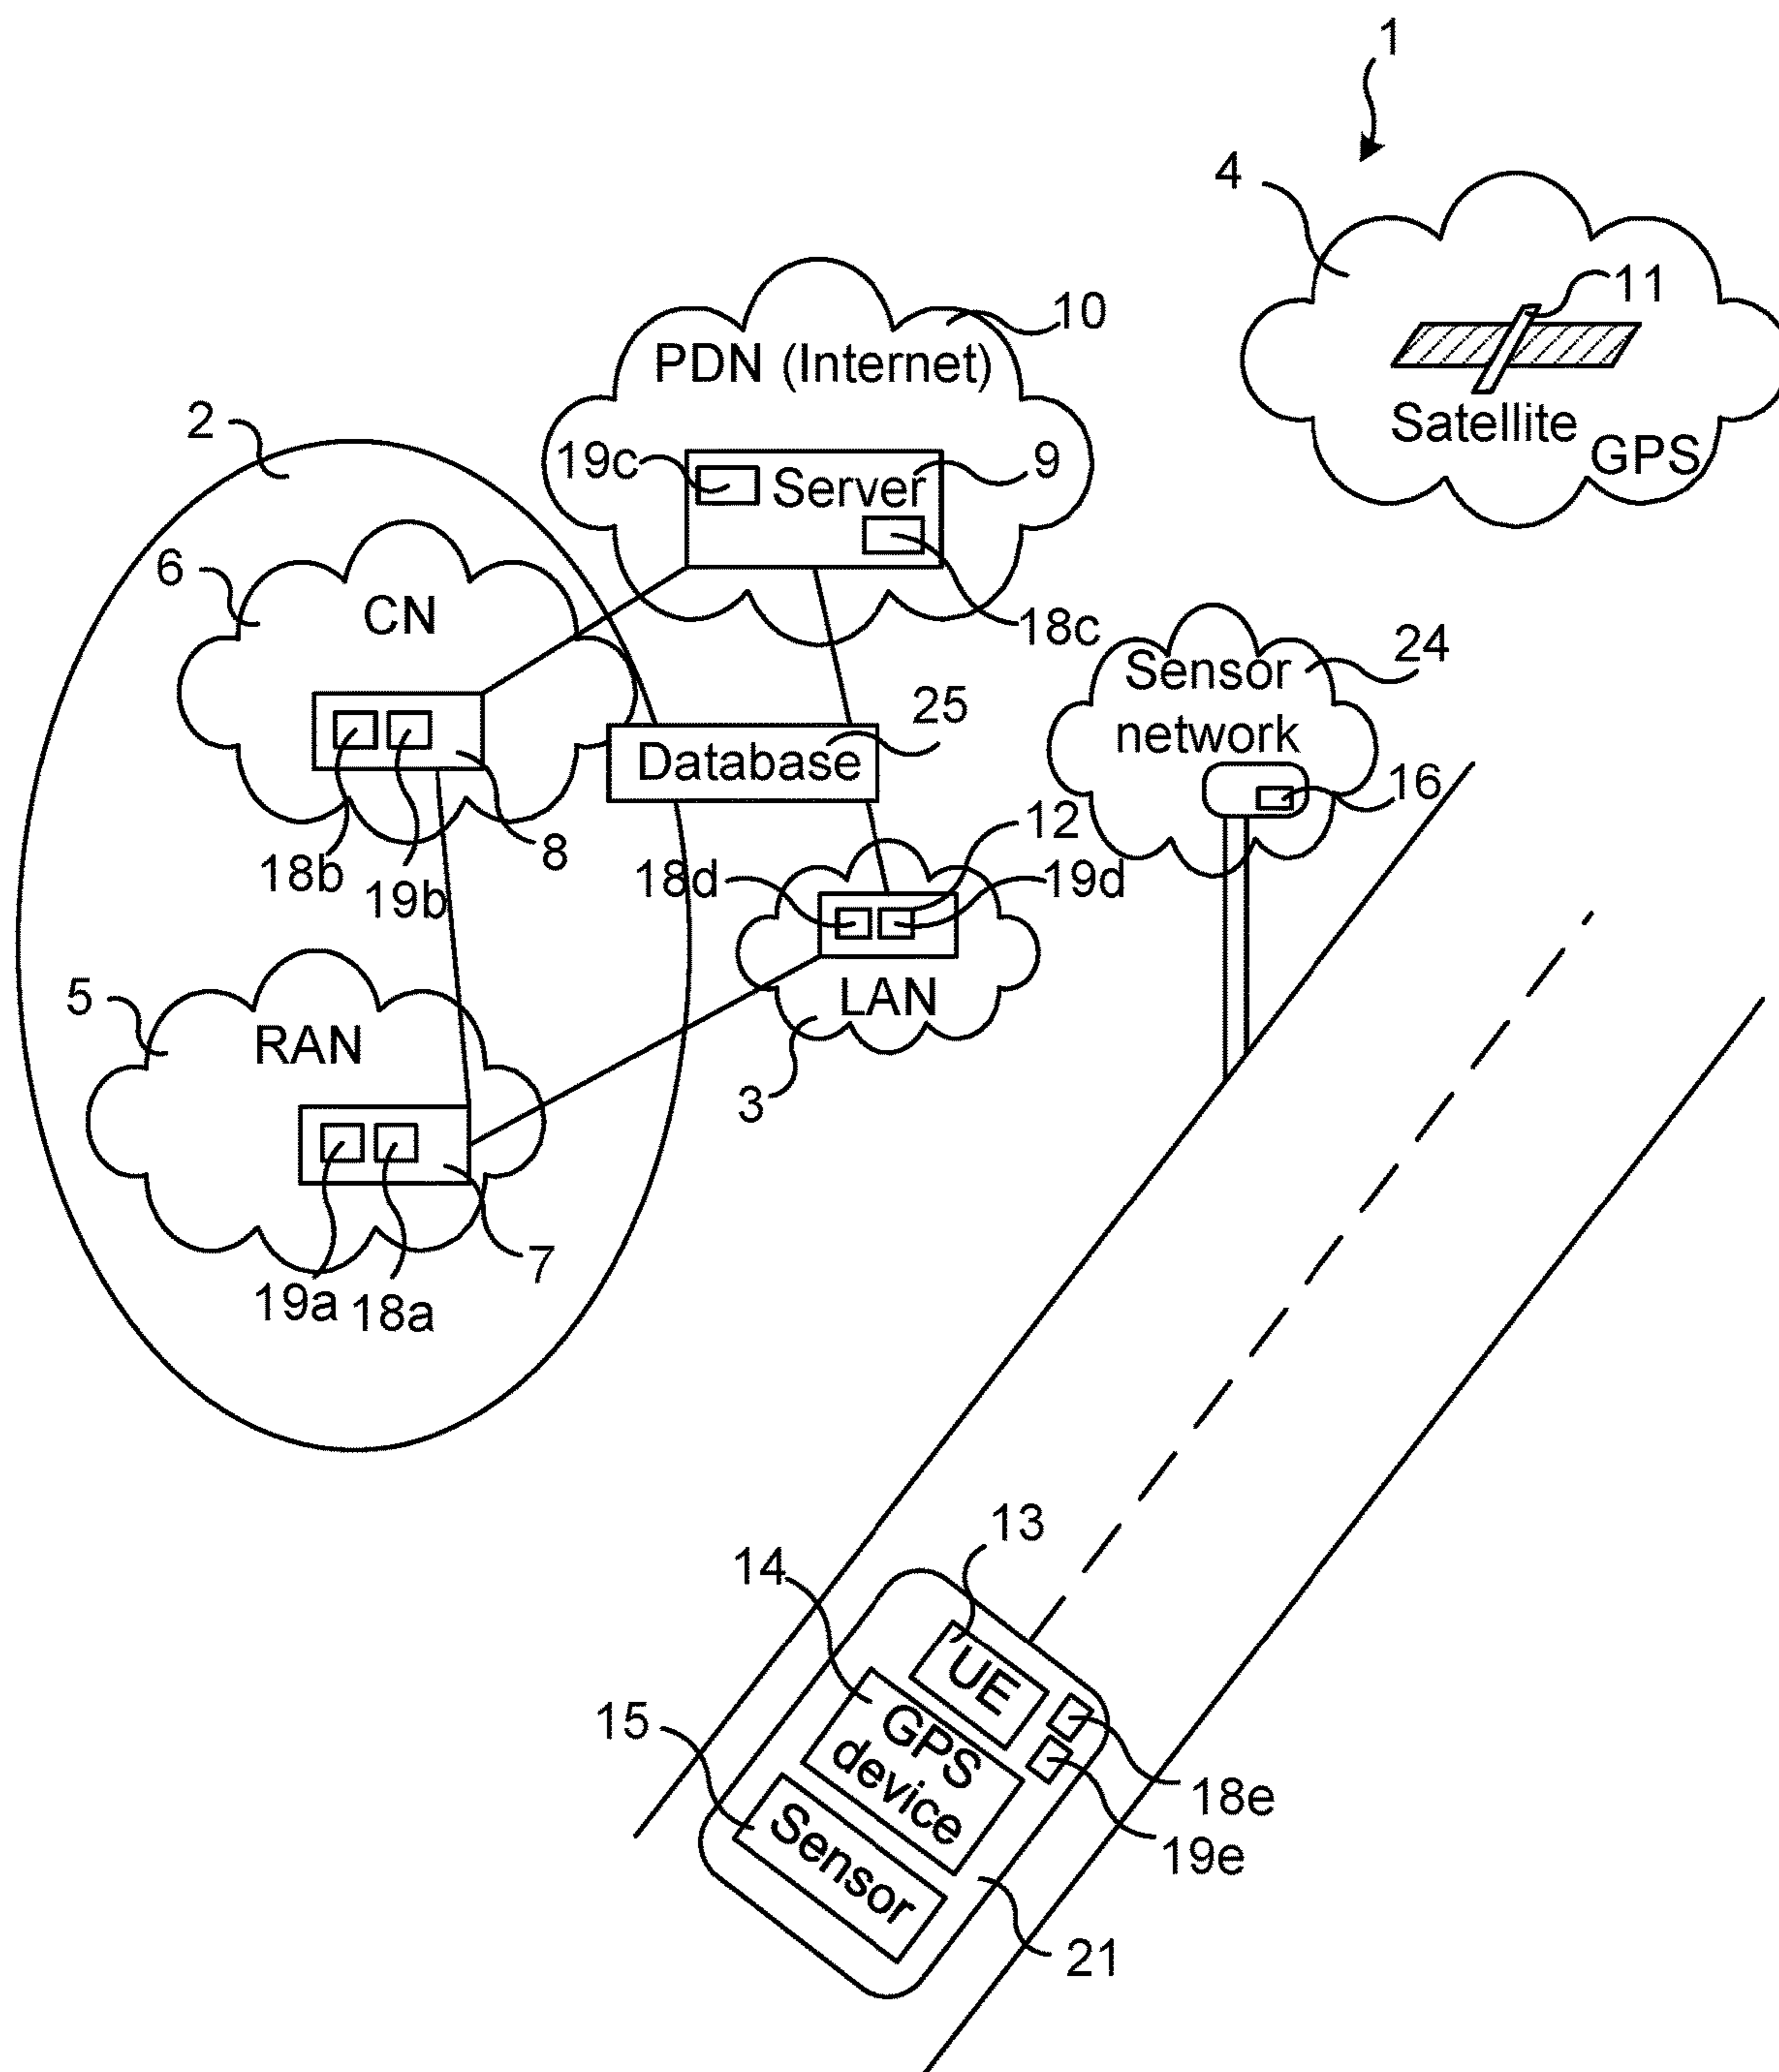 1
4
11
Satellite
GPS
10
PDN (Internet)
19c
Server
9
18c
2
6
CN
18b
19b
8
25
Database
Sensor
network
24
16
12
18d
19d
LAN
3
5
RAN
19a
18a
7
13
14
UE
GPS
device
15
Sensor
18e
19e
21